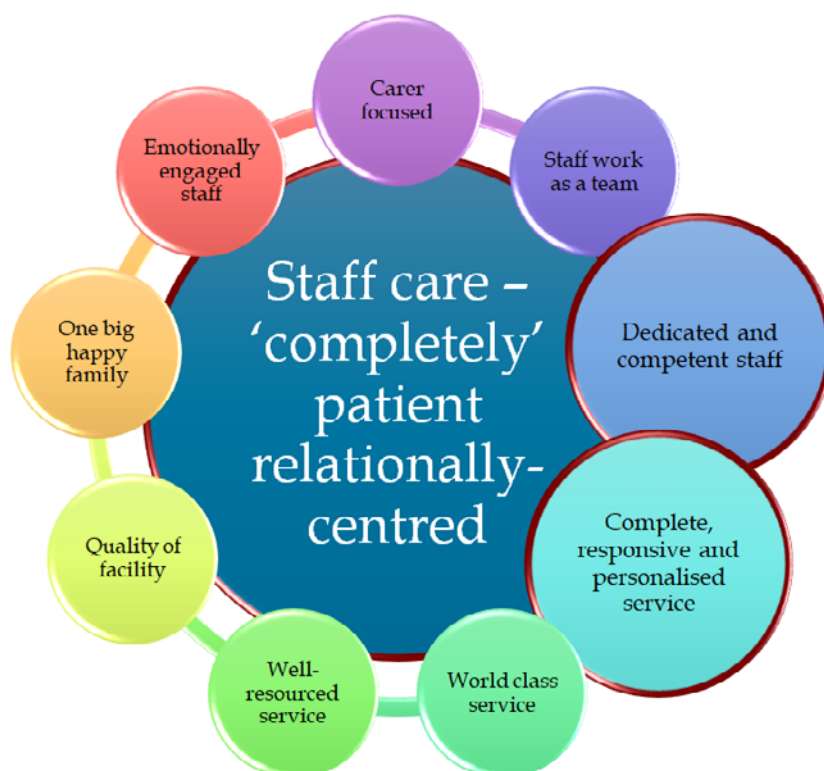 Carer
focused
Staff work
as a team
Dedicated and
competent staff
Complete,
responsive and
personalised
service
World class
service
Well-
resourced
service
Quality of
facility
One big
happy
family
Emotionally
engaged
staff
Staff care –
‘completely’
patient
relationally-
centred